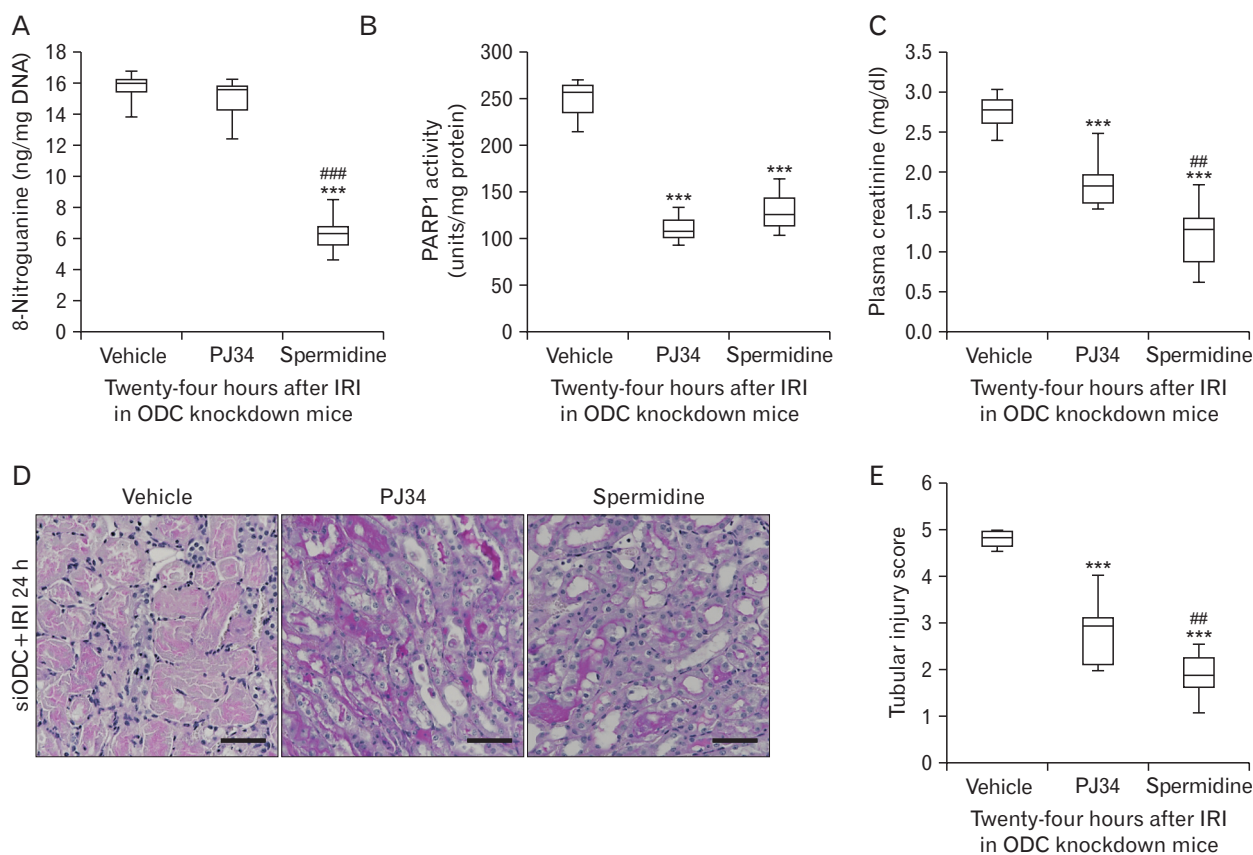 A
8-Nitroguanine (ng/mg DNA)
18
16
14
12
10
8
6
4
2
0
###
***
Vehicle
PJ34
Spermidine
Twenty-four hours after IRI
in ODC knockdown mice
B
PARP1 activity
(units/mg protein)
300
250
200
150
100
50
0
***
***
Vehicle
PJ34
Spermidine
Twenty-four hours after IRI
in ODC knockdown mice
C
Plasma creatinine (mg/dl)
3.5
3.0
2.5
2.0
1.5
1.0
0.5
0.0
***
##
***
Vehicle
PJ34
Spermidine
Twenty-four hours after IRI
in ODC knockdown mice
D
Vehicle
PJ34
Spermidine
siODC+IRI 24 h
E
Tubular injury score
6
5
4
3
2
1
0
***
##
***
Vehicle
PJ34
Spermidine
Twenty-four hours after IRI
in ODC knockdown mice